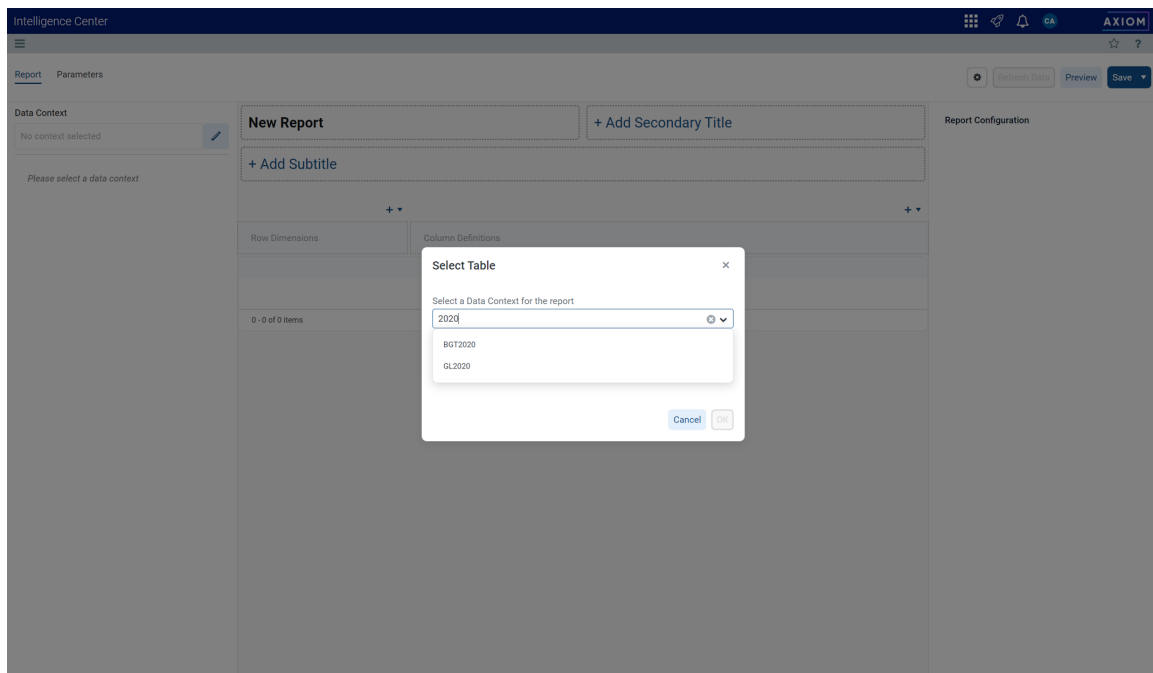 Intelligence Center
CA
AXIOM
?
Report Parameters
Refresh Data Preview Save
Data Context
No context selected
Please select a data context
New Report
+ Add Secondary Title
+ Add Subtitle
Report Configuration
+
+
Row Dimensions
Column Definitions
0 - 0 of 0 items
Select Table
×
Select a Data Context for the report
2020
BGT2020
GL2020
Cancel OK